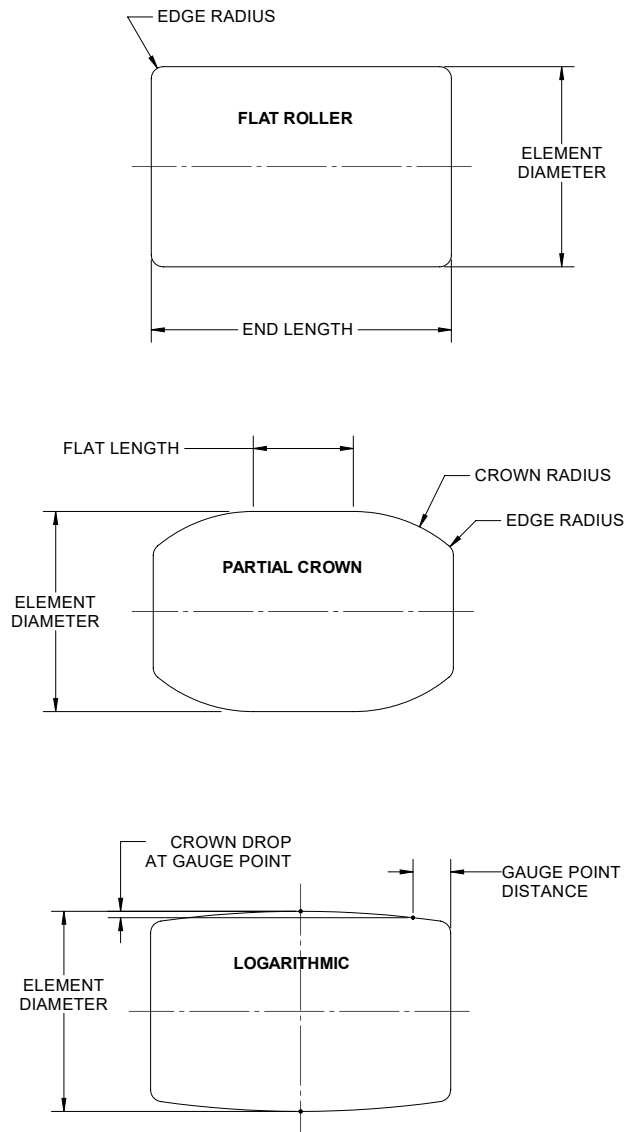 EDGE RADIUS
FLAT ROLLER
ELEMENT
DIAMETER
END LENGTH
FLAT LENGTH
CROWN RADIUS
EDGE RADIUS
PARTIAL CROWN
ELEMENT
DIAMETER
CROWN DROP
AT GAUGE POINT
GAUGE POINT
DISTANCE
LOGARITHMIC
ELEMENT
DIAMETER